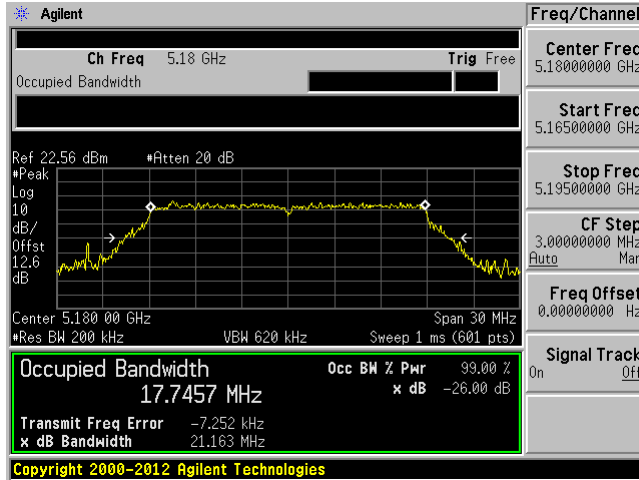 Agilent
Freq/Channel
Ch Freq 5.18 GHz Trig Free
Occupied Bandwidth
Center Freq
5.18000000 GHz
Start Freq
5.16500000 GHz
Stop Freq
5.19500000 GHz
CF Step
3.00000000 MHz
Auto Man
Freq Offset
0.00000000 Hz
Signal Track
On Off
Ref 22.56 dBm #Atten 20 dB
#Peak
Log
10
dB/
Offst
12.6
dB
Center 5.180 00 GHz Span 30 MHz
#Res BW 200 kHz VBW 620 kHz Sweep 1 ms (601 pts)
Occupied Bandwidth Occ BW % Pwr 99.00 %
17.7457 MHz x dB -26.00 dB
Transmit Freq Error -7.252 kHz
x dB Bandwidth 21.163 MHz
Copyright 2000-2012 Agilent Technologies